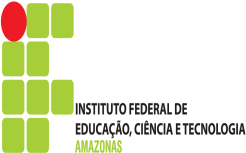 INSTITUTO FEDERAL DE
EDUCAÇÃO, CIÊNCIA E TECNOLOGIA
AMAZONAS